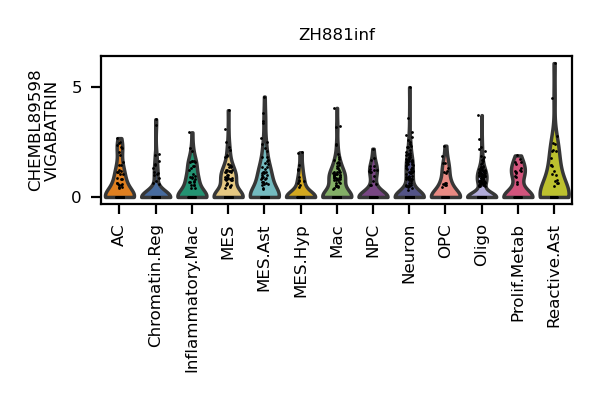 ZH881inf
CHEMBL89598
VIGABATRIN
5
0
AC
Chromatin.Reg
Inflammatory.Mac
MES
MES.Ast
MES.Hyp
Mac
NPC
Neuron
OPC
Oligo
Prolif.Metab
Reactive.Ast